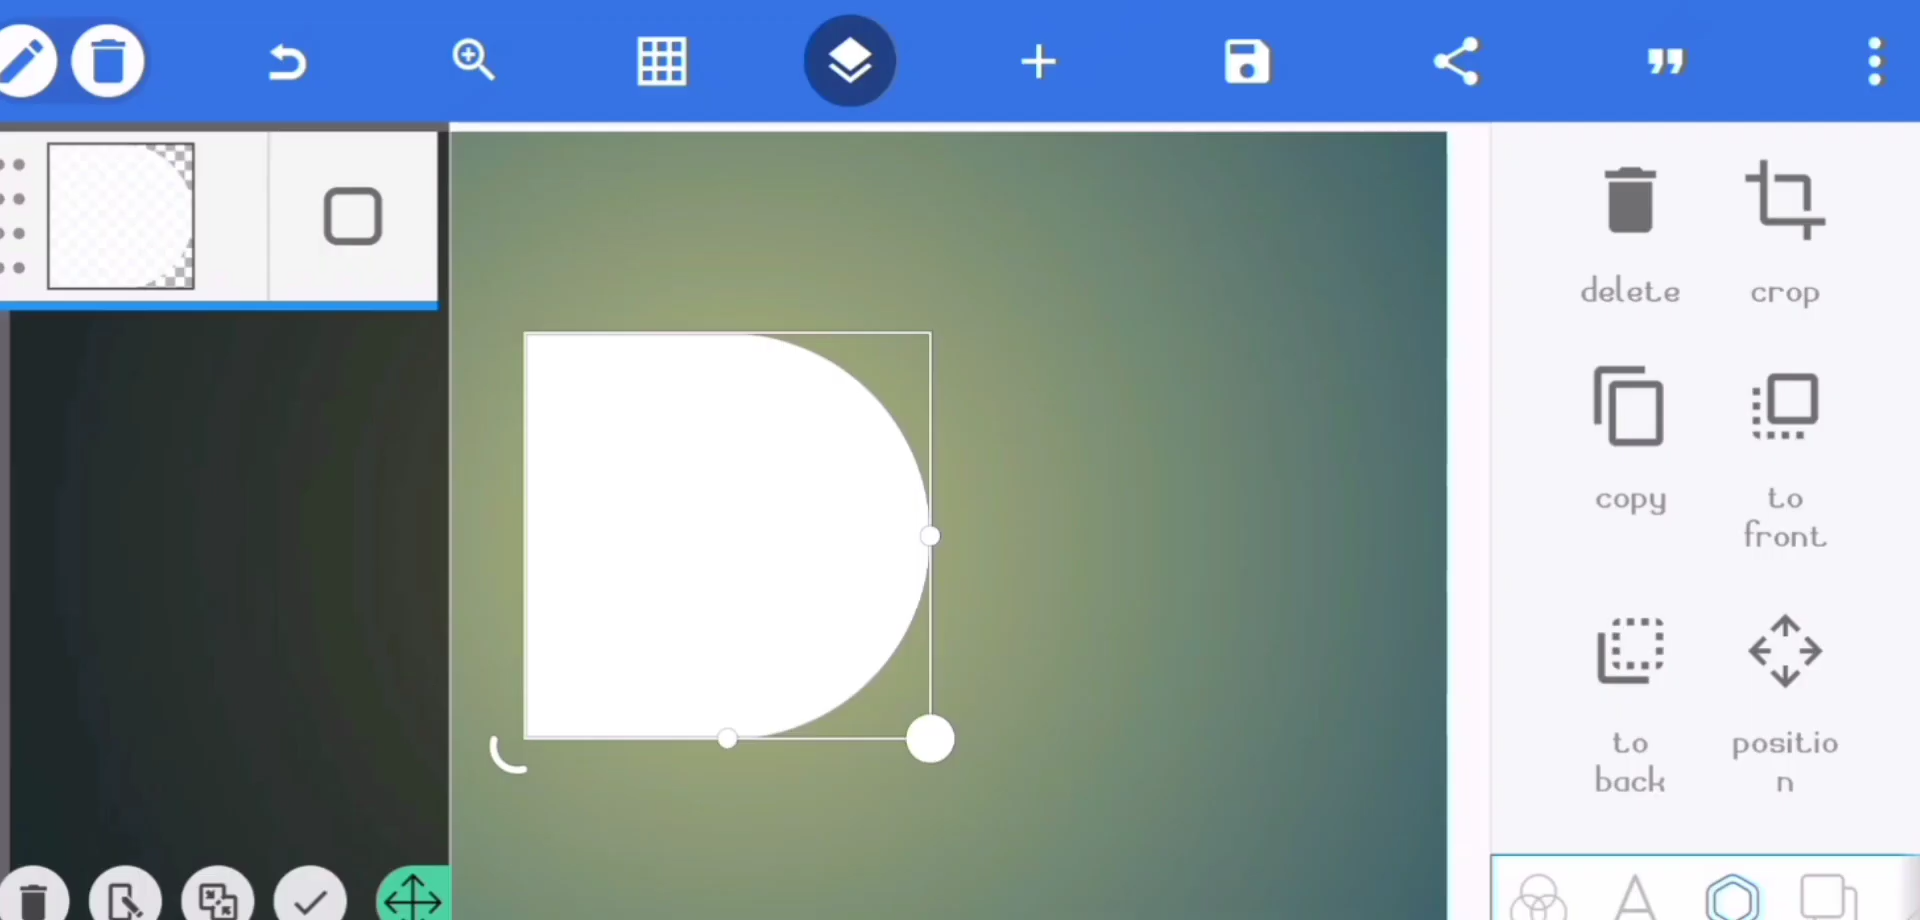 delete
crop
copy
to
front
to
back
positio
n